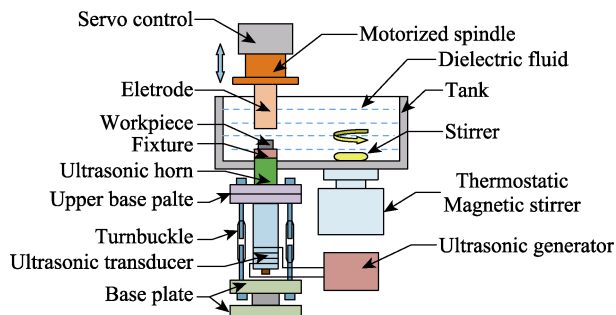 Servo control
Motorized spindle
Dielectric fluid
Eletrode
Tank
Workpiece
Stirrer
Fixture
Ultrasonic horn
Thermostatic
Magnetic stirrer
Upper base palte
Turnbuckle
Ultrasonic generator
Ultrasonic transducer
Base plate